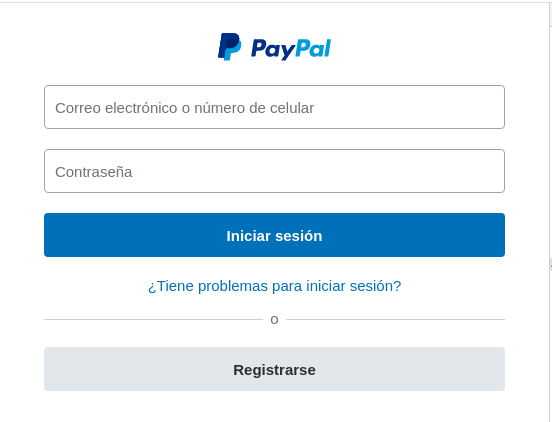 PayPal
Correo electrónico o número de celular
Contraseña
Iniciar sesión
¿Tiene problemas para iniciar sesión?
o
Registrarse